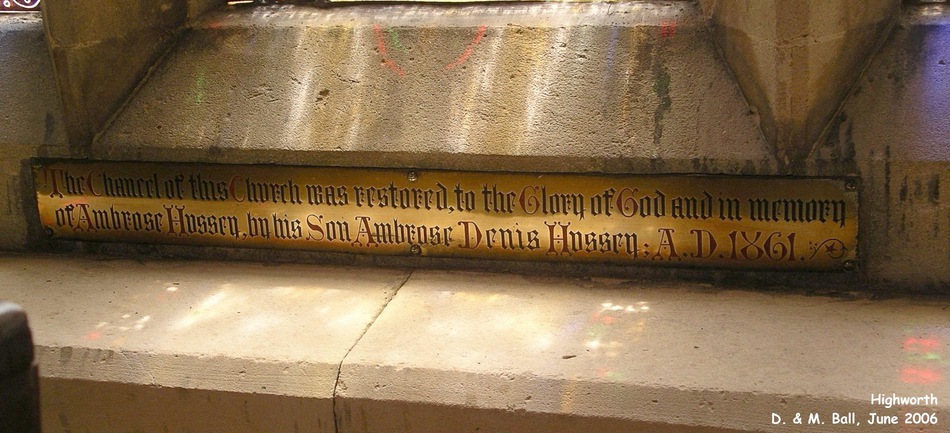 The Chancel of this Church was restored, to the Glory of God and in memory
of Ambrose Hussey, by his Son Ambrose Denis Hussey; A.D. 1861.
Highworth
D. & M. Ball, June 2006